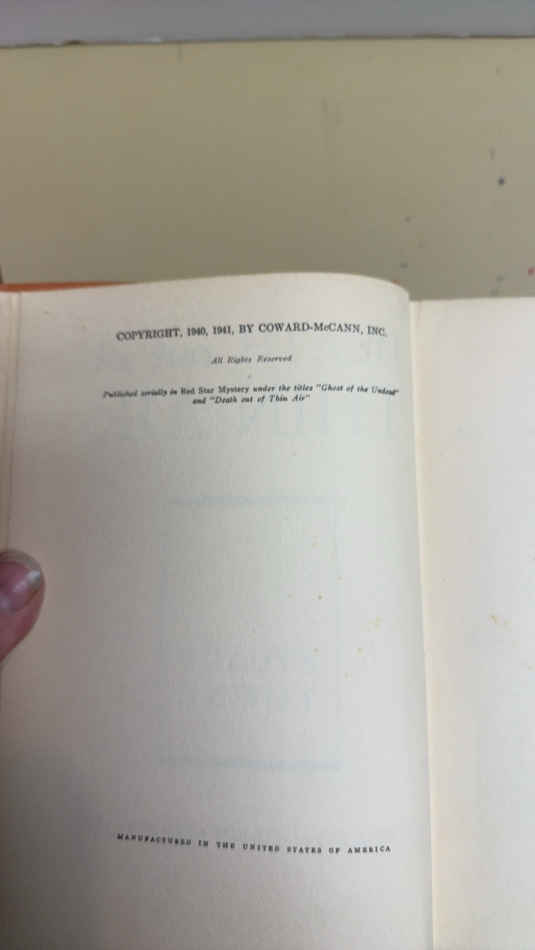 COPYRIGHT, 1940, 1941, BY COWARD-McCANN, INC.
All Rights Reserved
Published serially in Red Star Mystery under the titles "Ghost of the Undead"
and "Death out of Thin Air"
MANUFACTURED IN THE UNITED STATES OF AMERICA